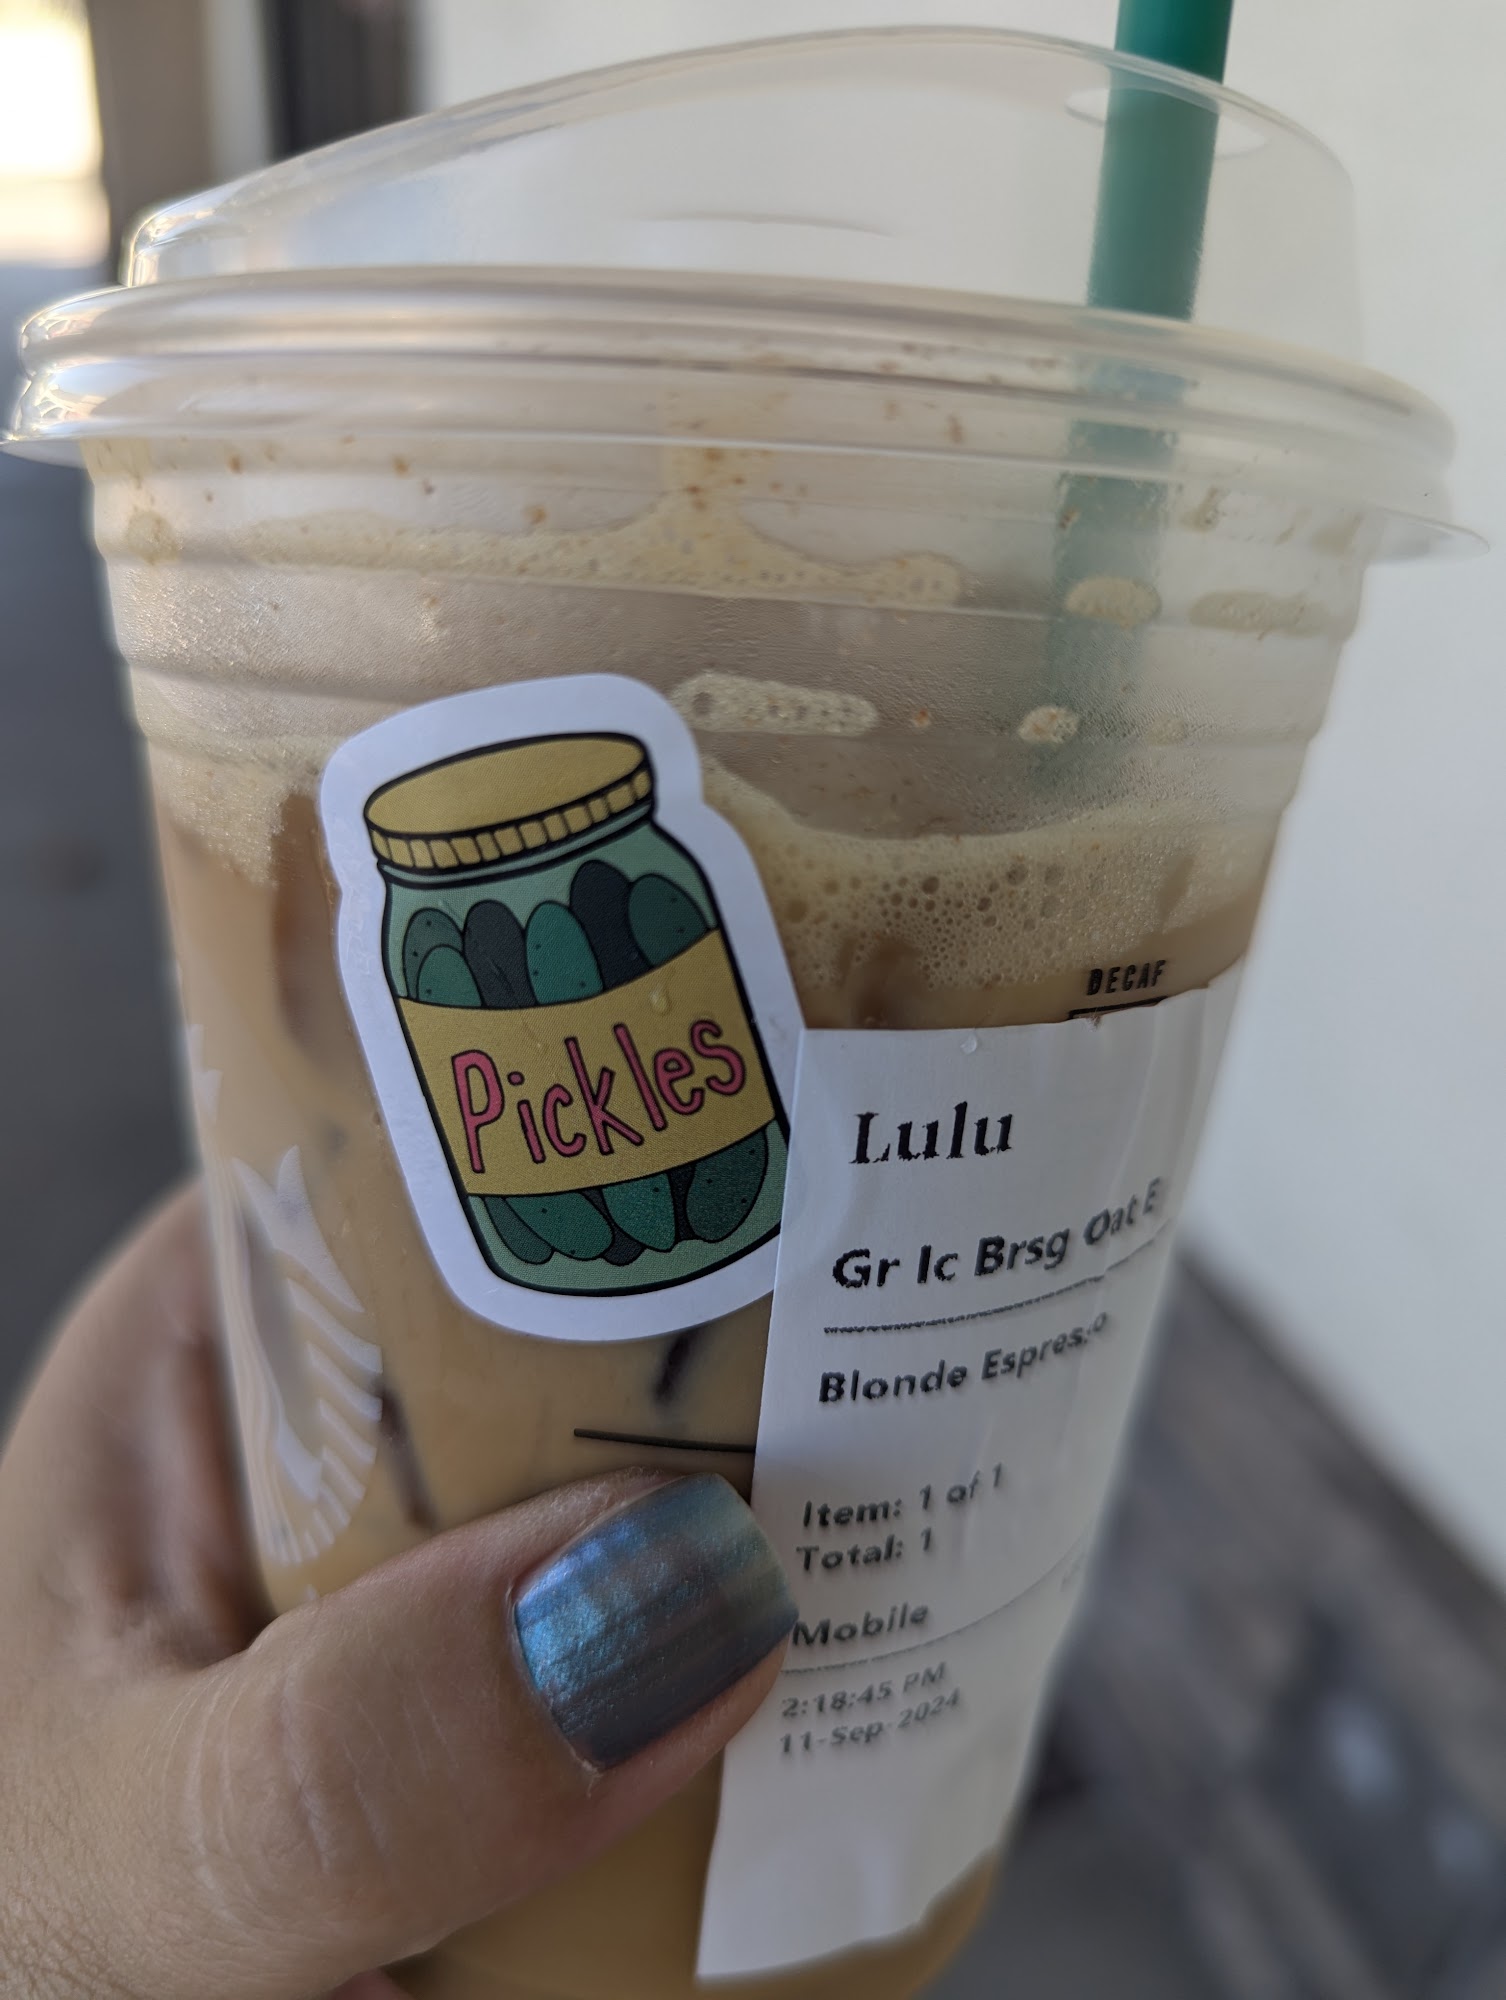 Pickles
DECAF
Lulu
Gr Ic Brsg Oat E
Blonde Espresso
Item: 1 of 1
Total: 1
Mobile
2:18:45 PM
11-Sep-2024